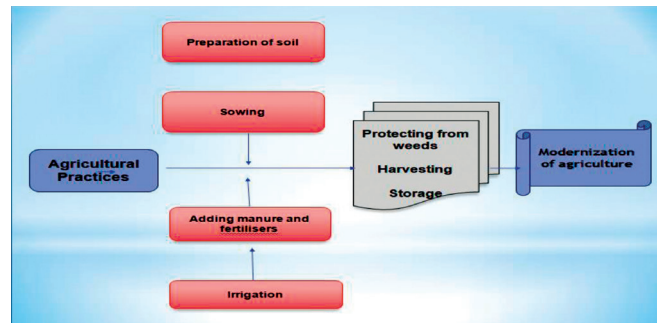 Preparation of soil
Sowing
Agricultural
Practices
Protecting from
weeds
Harvesting
Storage
Modernization
of agriculture
Adding manure and
fertilisers
Irrigation